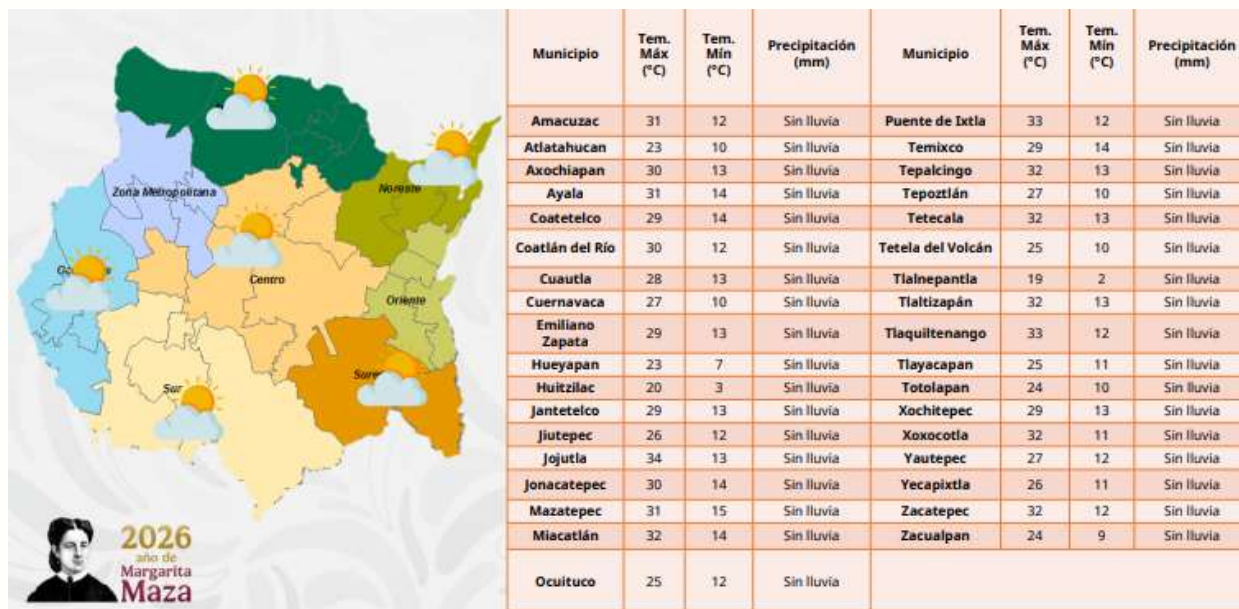 Zona Metropolitana
Noreste
Centro
Oriente
Sur
2026
año de
Margarita
Maza
Municipio Tem. Máx (°C) Tem. Mín (°C) Precipitación (mm) Municipio Tem. Máx (°C) Tem. Mín (°C) Precipitación (mm)
Amacuzac 31 12 Sin lluvia Puente de Ixtla 33 12 Sin lluvia
Atlatahucan 23 10 Sin lluvia Temixco 29 14 Sin lluvia
Axochiapan 30 13 Sin lluvia Tepalcingo 32 13 Sin lluvia
Ayala 31 14 Sin lluvia Tepoztlán 27 10 Sin lluvia
Coatetelco 29 14 Sin lluvia Tetecala 32 13 Sin lluvia
Coatlán del Río 30 12 Sin lluvia Tetela del Volcán 25 10 Sin lluvia
Cuautla 28 13 Sin lluvia Tlalnepantla 19 2 Sin lluvia
Cuernavaca 27 10 Sin lluvia Tlaltizapán 32 13 Sin lluvia
Emiliano Zapata 29 13 Sin lluvia Tlaquiltenango 33 12 Sin lluvia
Hueyapan 23 7 Sin lluvia Tlayacapan 25 11 Sin lluvia
Huitzilac 20 3 Sin lluvia Totolapan 24 10 Sin lluvia
Jantetelco 29 13 Sin lluvia Xochitepec 29 13 Sin lluvia
Jiutepec 26 12 Sin lluvia Xoxocotla 32 11 Sin lluvia
Jojutla 34 13 Sin lluvia Yautepec 27 12 Sin lluvia
Jonacatepec 30 14 Sin lluvia Yecapixtla 26 11 Sin lluvia
Mazatepec 31 15 Sin lluvia Zacatepec 32 12 Sin lluvia
Miacatlán 32 14 Sin lluvia Zacualpan 24 9 Sin lluvia
Ocuituco 25 12 Sin lluvia